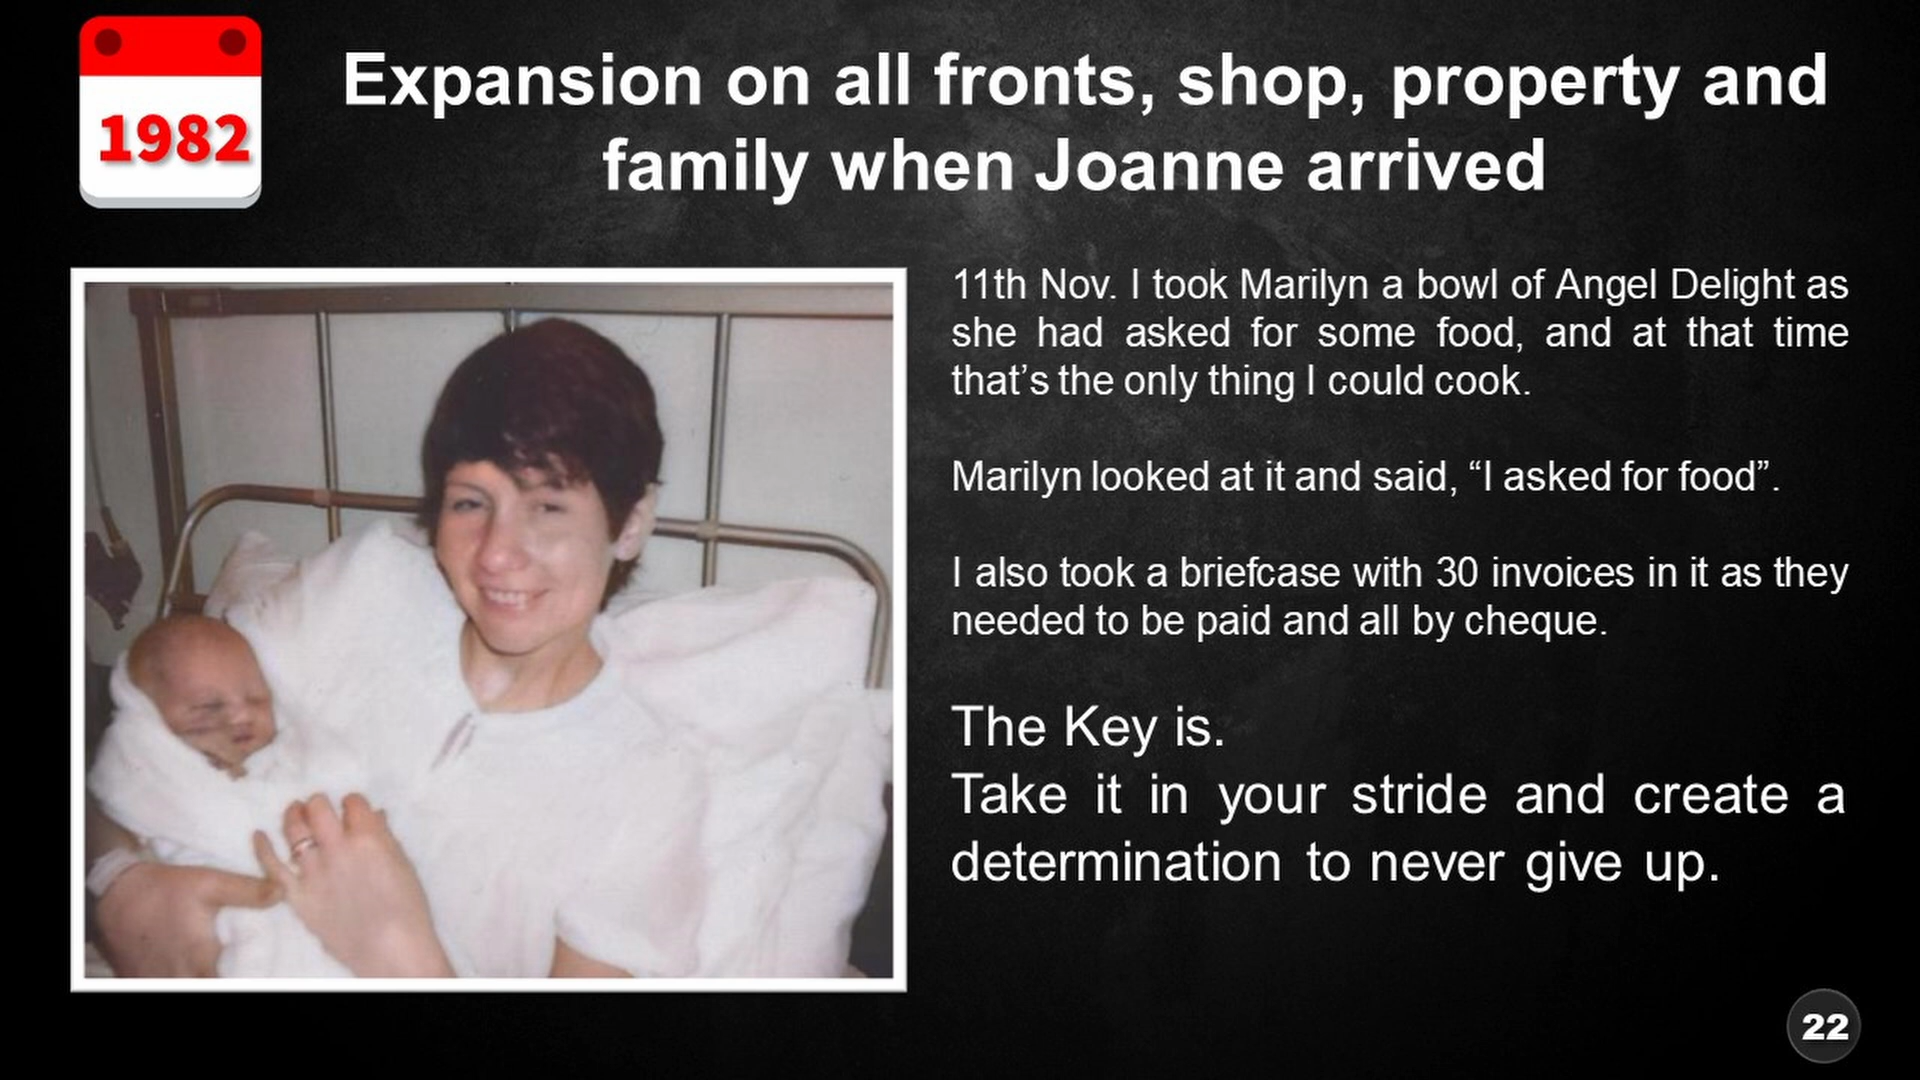 1982
Expansion on all fronts, shop, property and
family when Joanne arrived
11th Nov. I took Marilyn a bowl of Angel Delight as
she had asked for some food, and at that time
that’s the only thing I could cook.
Marilyn looked at it and said, “I asked for food”.
I also took a briefcase with 30 invoices in it as they
needed to be paid and all by cheque.
The Key is.
Take it in your stride and create a
determination to never give up.
22